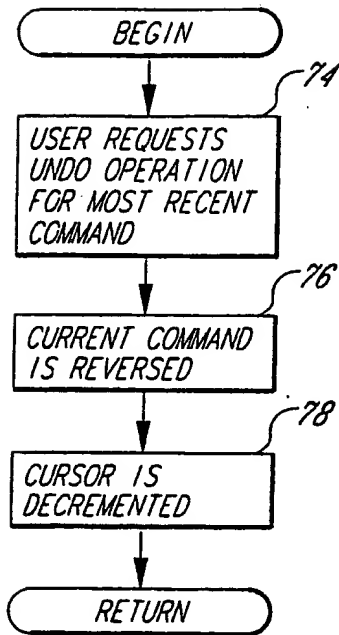 BEGIN
74
USER REQUESTS
UNDO OPERATION
FOR MOST RECENT
COMMAND
76
CURRENT COMMAND
IS REVERSED
78
CURSOR IS
DECREMENTED
RETURN